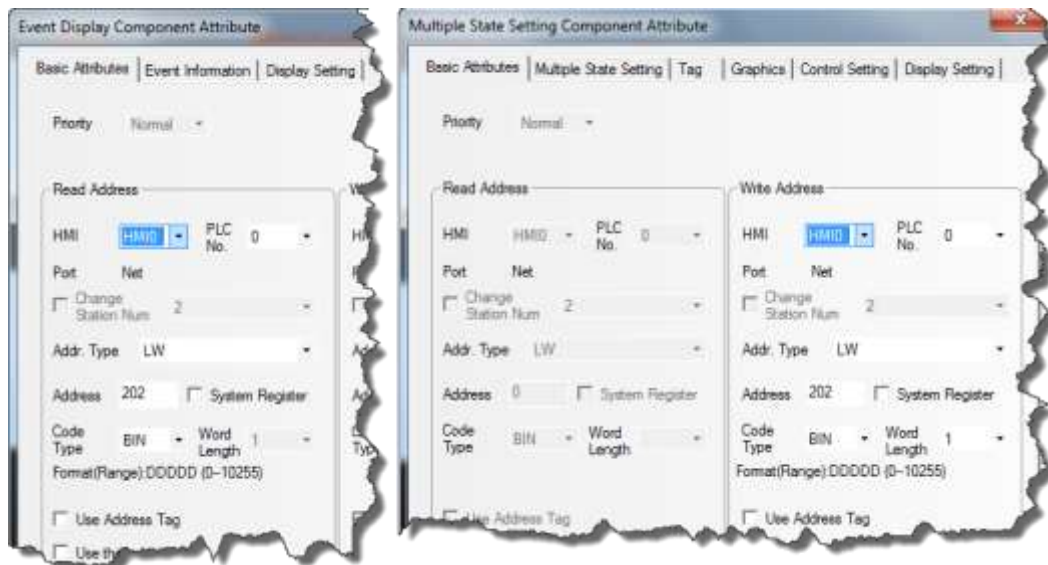 Event Display Component Attribute
Basic Attributes Event Information Display Setting
Priority Normal
Read Address
HMI HMI0 PLC No. 0
Port Net
Change Station Num 2
Addr. Type LW
Address 202 System Register
Code Type BIN Word Length 1
Format(Range):DDDDD (0~10255)
Use Address Tag
Use
Multiple State Setting Component Attribute
Basic Attributes Multiple State Setting Tag Graphics Control Setting Display Setting
Priority Normal
Read Address
HMI HMI0 PLC No. 0
Port Net
Change Station Num 2
Addr. Type LW
Address 0 System Register
Code Type BIN Word Length
Use Address Tag
Write Address
HMI HMI0 PLC No. 0
Port Net
Change Station Num 2
Addr. Type LW
Address 202 System Register
Code Type BIN Word Length 1
Format(Range):DDDDD (0~10255)
Use Address Tag